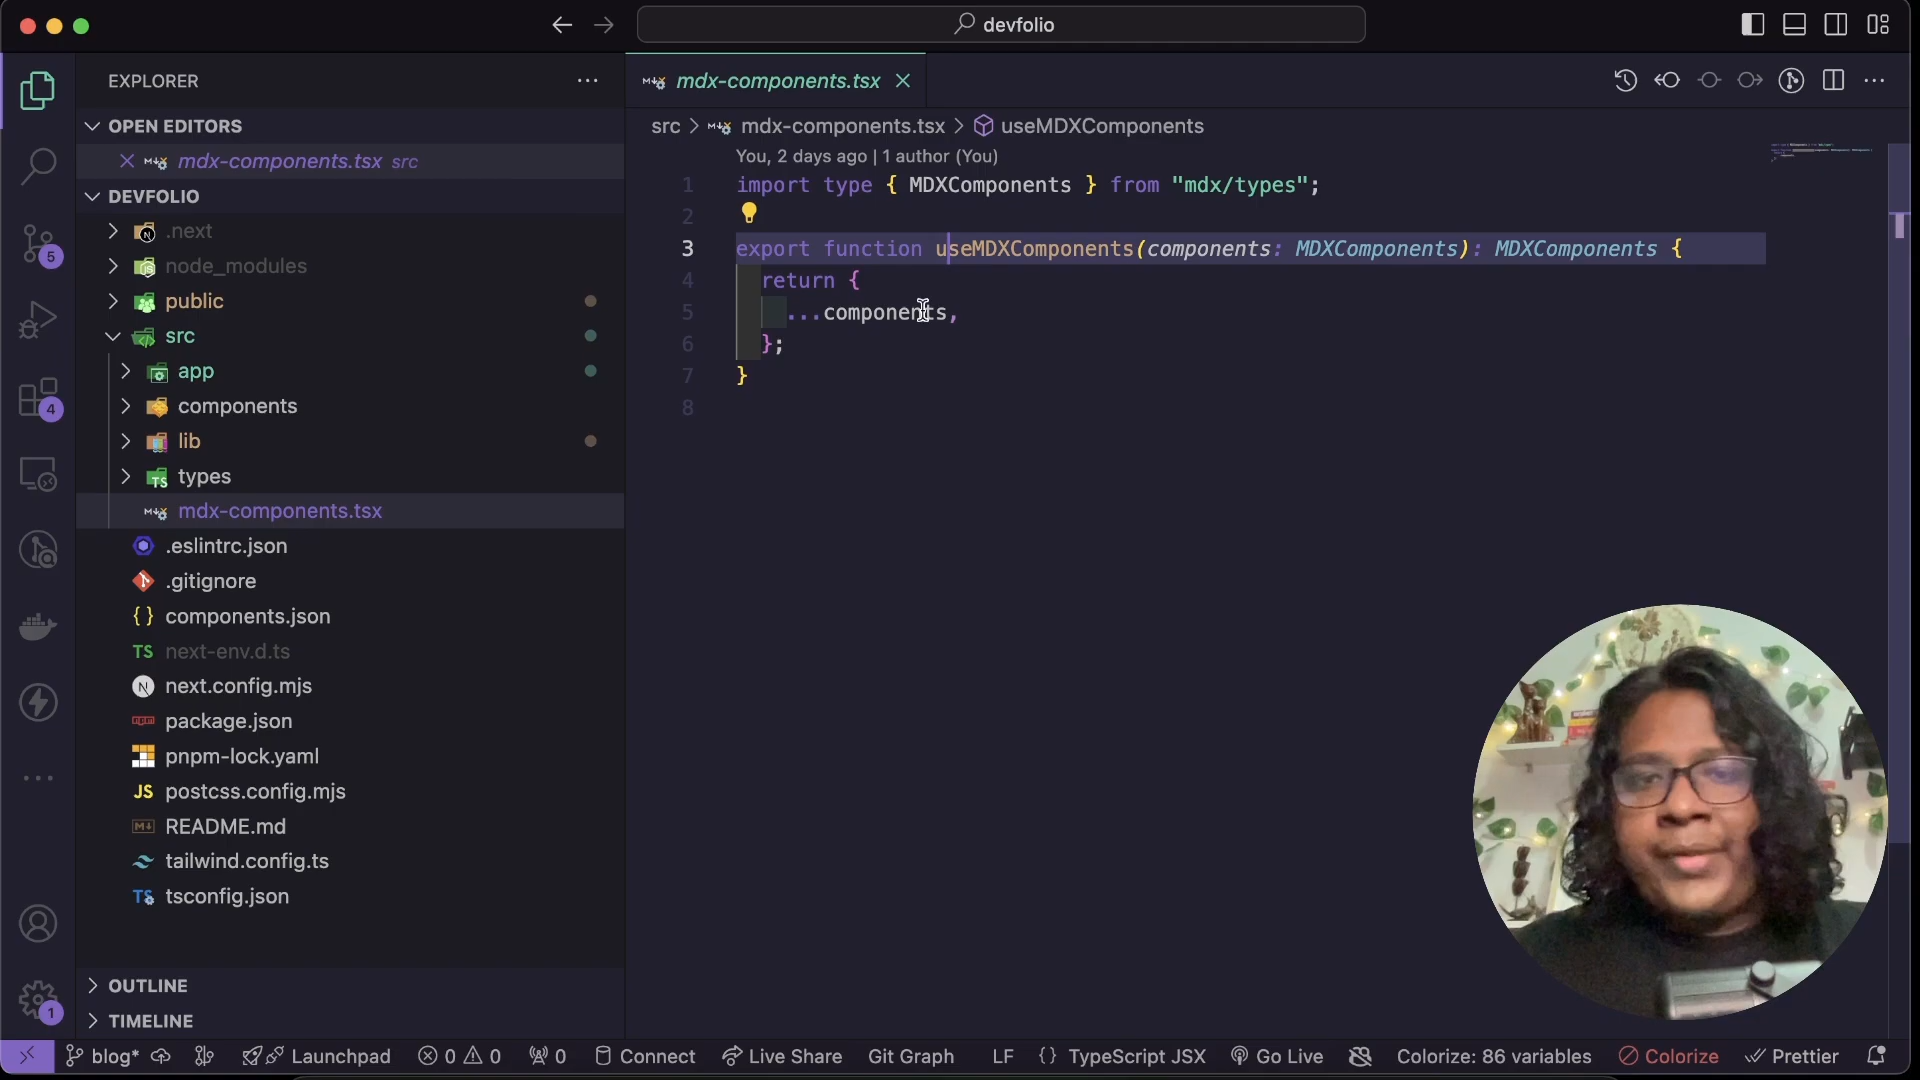 devfolio
EXPLORER
OPEN EDITORS
mdx-components.tsx src
DEVFOLIO
.next
node_modules
public
src
app
components
lib
types
mdx-components.tsx
.eslintrc.json
.gitignore
components.json
next-env.d.ts
next.config.mjs
package.json
pnpm-lock.yaml
postcss.config.mjs
README.md
tailwind.config.ts
tsconfig.json
OUTLINE
TIMELINE
5
4
1
mdx-components.tsx
src > mdx-components.tsx > useMDXComponents
You, 2 days ago | 1 author (You)
1 import type { MDXComponents } from "mdx/types";
2
3 export function useMDXComponents(components: MDXComponents): MDXComponents {
4 return {
5 ...components,
6 };
7 }
8
blog* Launchpad 0 0 0 Connect Live Share Git Graph LF {} TypeScript JSX Go Live Colorize: 86 variables Colorize Prettier